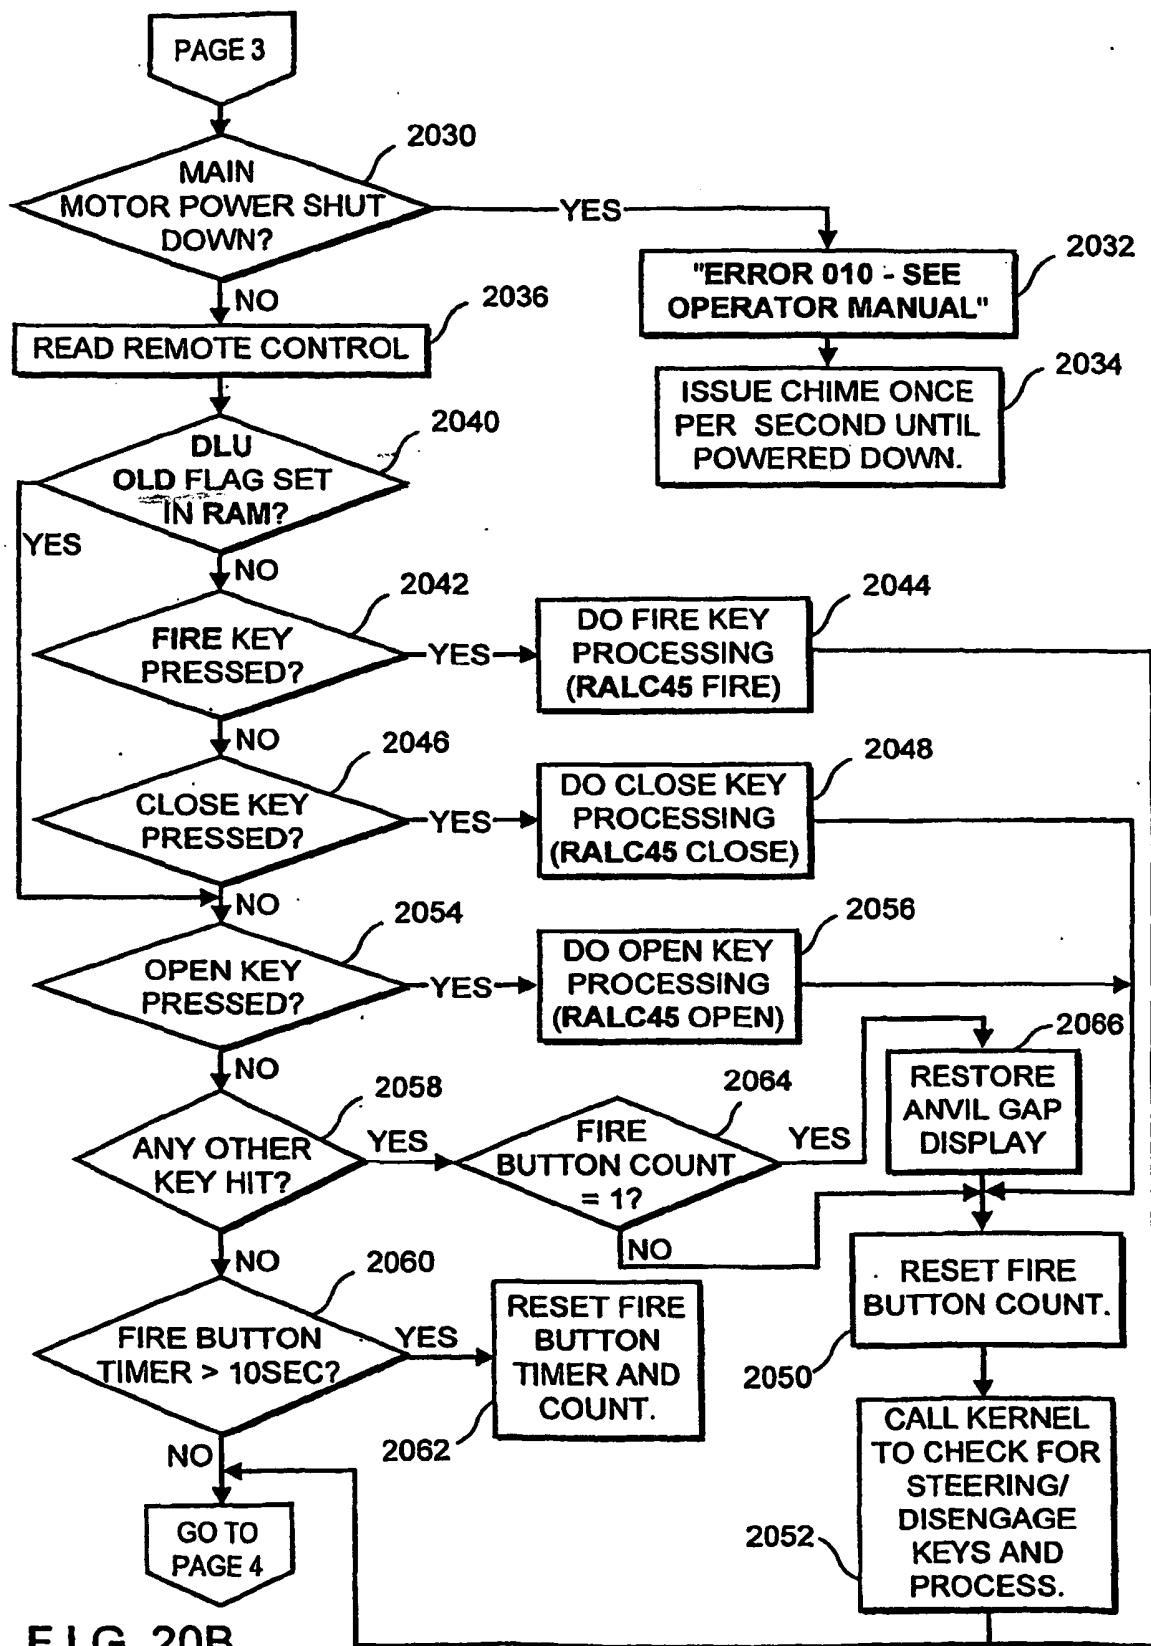 PAGE 3
2030
MAIN
MOTOR POWER SHUT
DOWN?
YES
2032
"ERROR 010 - SEE
OPERATOR MANUAL"
NO
2036
READ REMOTE CONTROL
2034
ISSUE CHIME ONCE
PER SECOND UNTIL
POWERED DOWN.
2040
DLU
OLD FLAG SET
IN RAM?
YES
NO
2042
FIRE KEY
PRESSED?
YES
2044
DO FIRE KEY
PROCESSING
(RALC45 FIRE)
NO
2046
CLOSE KEY
PRESSED?
YES
2048
DO CLOSE KEY
PROCESSING
(RALC45 CLOSE)
NO
2054
OPEN KEY
PRESSED?
YES
2056
DO OPEN KEY
PROCESSING
(RALC45 OPEN)
NO
2058
ANY OTHER
KEY HIT?
YES
2064
FIRE
BUTTON COUNT
= 1?
YES
2066
RESTORE
ANVIL GAP
DISPLAY
NO
NO
2060
FIRE BUTTON
TIMER > 10SEC?
YES
RESET FIRE
BUTTON
TIMER AND
COUNT.
2062
RESET FIRE
BUTTON COUNT.
2050
CALL KERNEL
TO CHECK FOR
STEERING/
DISENGAGE
KEYS AND
PROCESS.
2052
NO
GO TO
PAGE 4
FIG. 20B